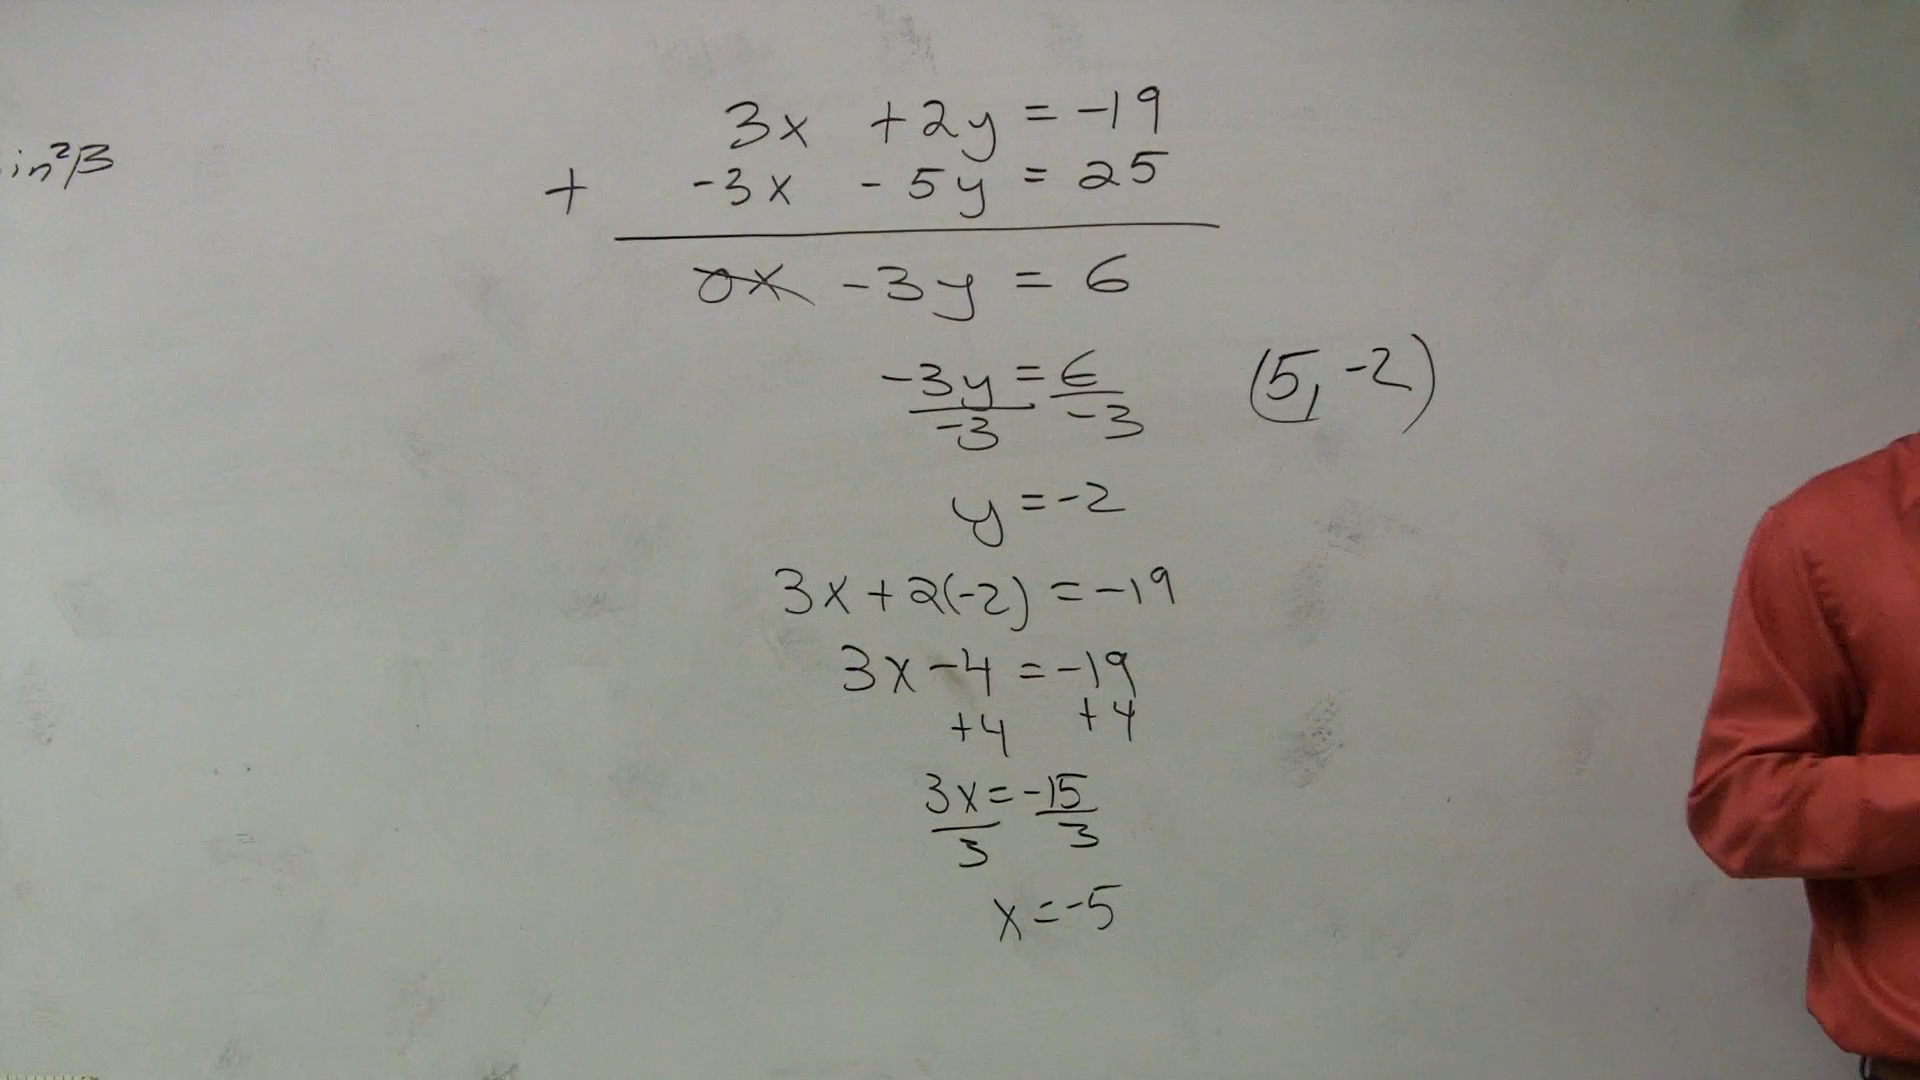 in²β
3x +2y = -19
+ -3x - 5y = 25
0x -3y = 6
-3y = 6
-3 -3
(5, -2)
y = -2
3x + 2(-2) = -19
3x - 4 = -19
+4 +4
3x = -15
3 3
x = -5